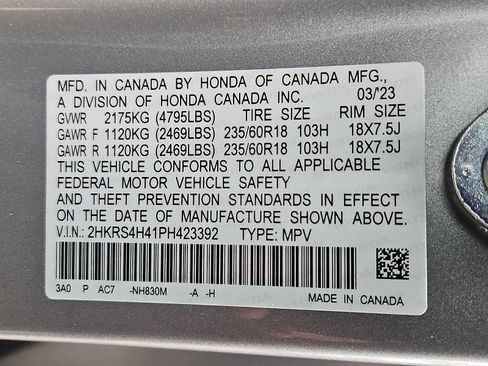 MFD. IN CANADA BY HONDA OF CANADA MFG.,
A DIVISION OF HONDA CANADA INC. 03/'23
GVWR 2175KG (4795LBS) TIRE SIZE RIM SIZE
GAWR F 1120KG (2469LBS) 235/60R18 103H 18X7.5J
GAWR R 1120KG (2469LBS) 235/60R18 103H 18X7.5J
THIS VEHICLE CONFORMS TO ALL APPLICABLE
FEDERAL MOTOR VEHICLE SAFETY
AND THEFT PREVENTION STANDARDS IN EFFECT
ON THE DATE OF MANUFACTURE SHOWN ABOVE.
V.I.N.: 2HKRS4H41PH423392 TYPE: MPV
3A0 P AC7 -NH830M -A -H
MADE IN CANADA